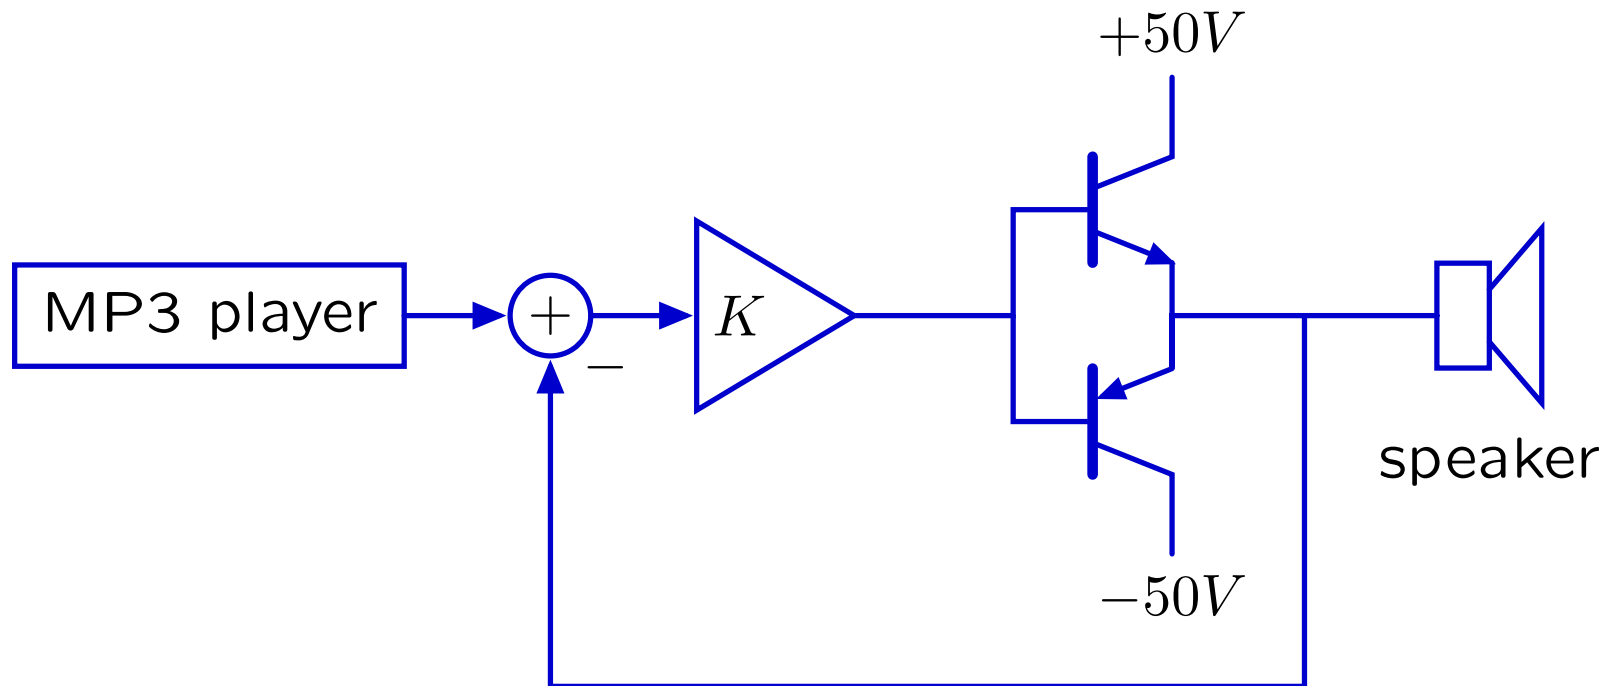 +50V
MP3 player
+
K
−
speaker
−50V